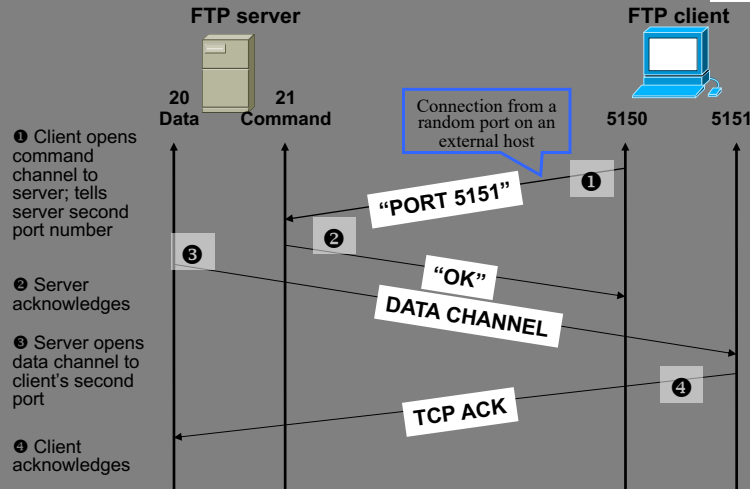 FTP server
FTP client
20
Data
21
Command
5150
5151
Connection from a
random port on an
external host
❶ Client opens
command
channel to
server; tells
server second
port number
❷ Server
acknowledges
❸ Server opens
data channel to
client's second
port
❹ Client
acknowledges
❶
“PORT 5151”
❷
“OK”
❸
DATA CHANNEL
❹
TCP ACK